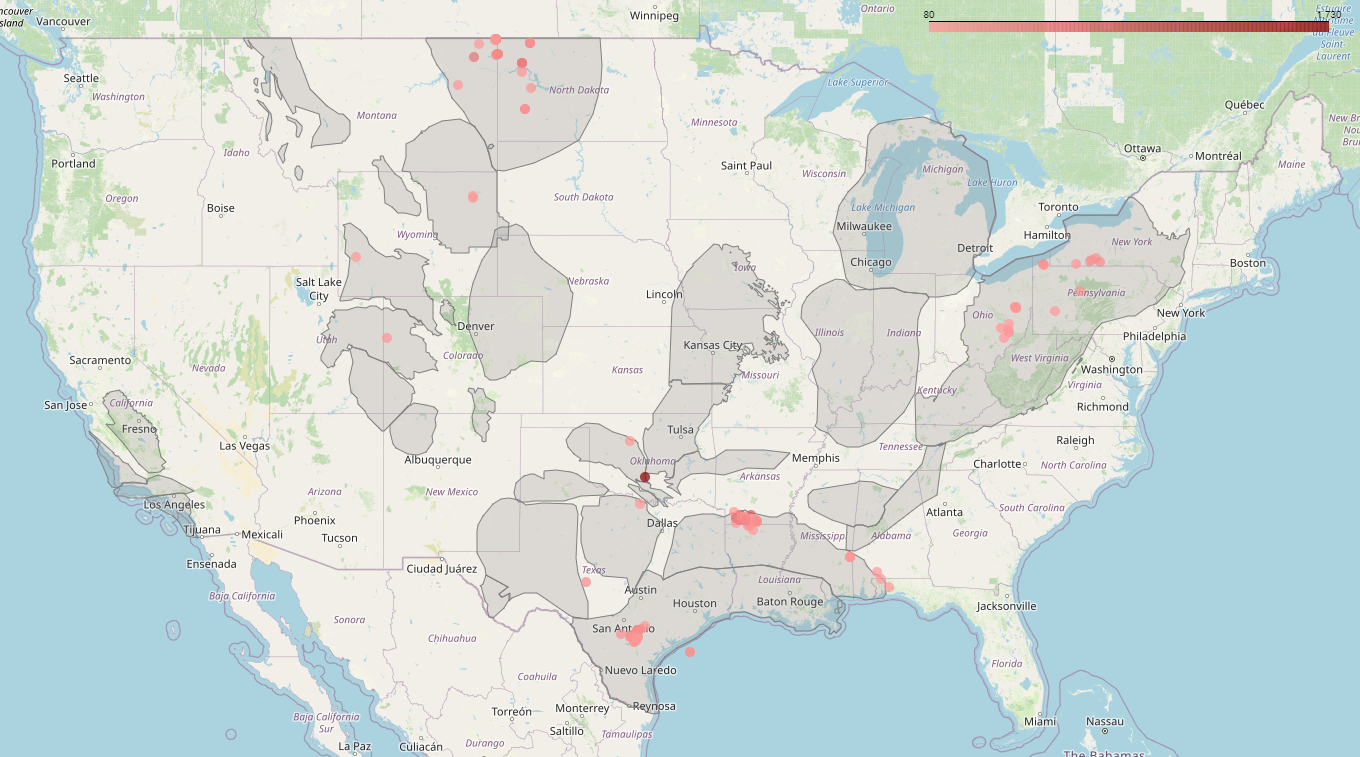 80
1,730
Vancouver
Island
Vancouver
Winnipeg
Ontario
Estuaire
Maritime
du Fleuve
Saint-
Laurent
Seattle
Washington
Lake Superior
North Dakota
Montana
Québec
Minnesota
Ottawa
Montréal
Portland
Idaho
Saint Paul
Wisconsin
Michigan
Maine
Lake Huron
Oregon
South Dakota
Boise
Lake Michigan
Toronto
Milwaukee
Hamilton
Wyoming
New York
Detroit
Chicago
Boston
Iowa
Salt Lake
City
Nebraska
Lincoln
Pennsylvania
New York
Ohio
Denver
Illinois
Indiana
Philadelphia
Utah
Kansas City
Colorado
West Virginia
Sacramento
Nevada
Kansas
Missouri
Washington
Virginia
Kentucky
San Jose
California
Richmond
Fresno
Tulsa
Las Vegas
Tennessee
Raleigh
Albuquerque
Oklahoma
Memphis
Charlotte
North Carolina
Arkansas
Arizona
New Mexico
Los Angeles
South Carolina
Atlanta
Phoenix
Dallas
Tijuana
Mexicali
Tucson
Mississippi
Alabama
Georgia
Ensenada
Ciudad Juárez
Texas
Louisiana
Austin
Baja California
Houston
Baton Rouge
Jacksonville
Sonora
San Antonio
Chihuahua
Florida
Nuevo Laredo
Coahuila
Reynosa
Monterrey
Torreón
Baja California
Sur
Saltillo
Tamaulipas
Miami
Nassau
La Paz
Culiacán
Durango
The Bahamas